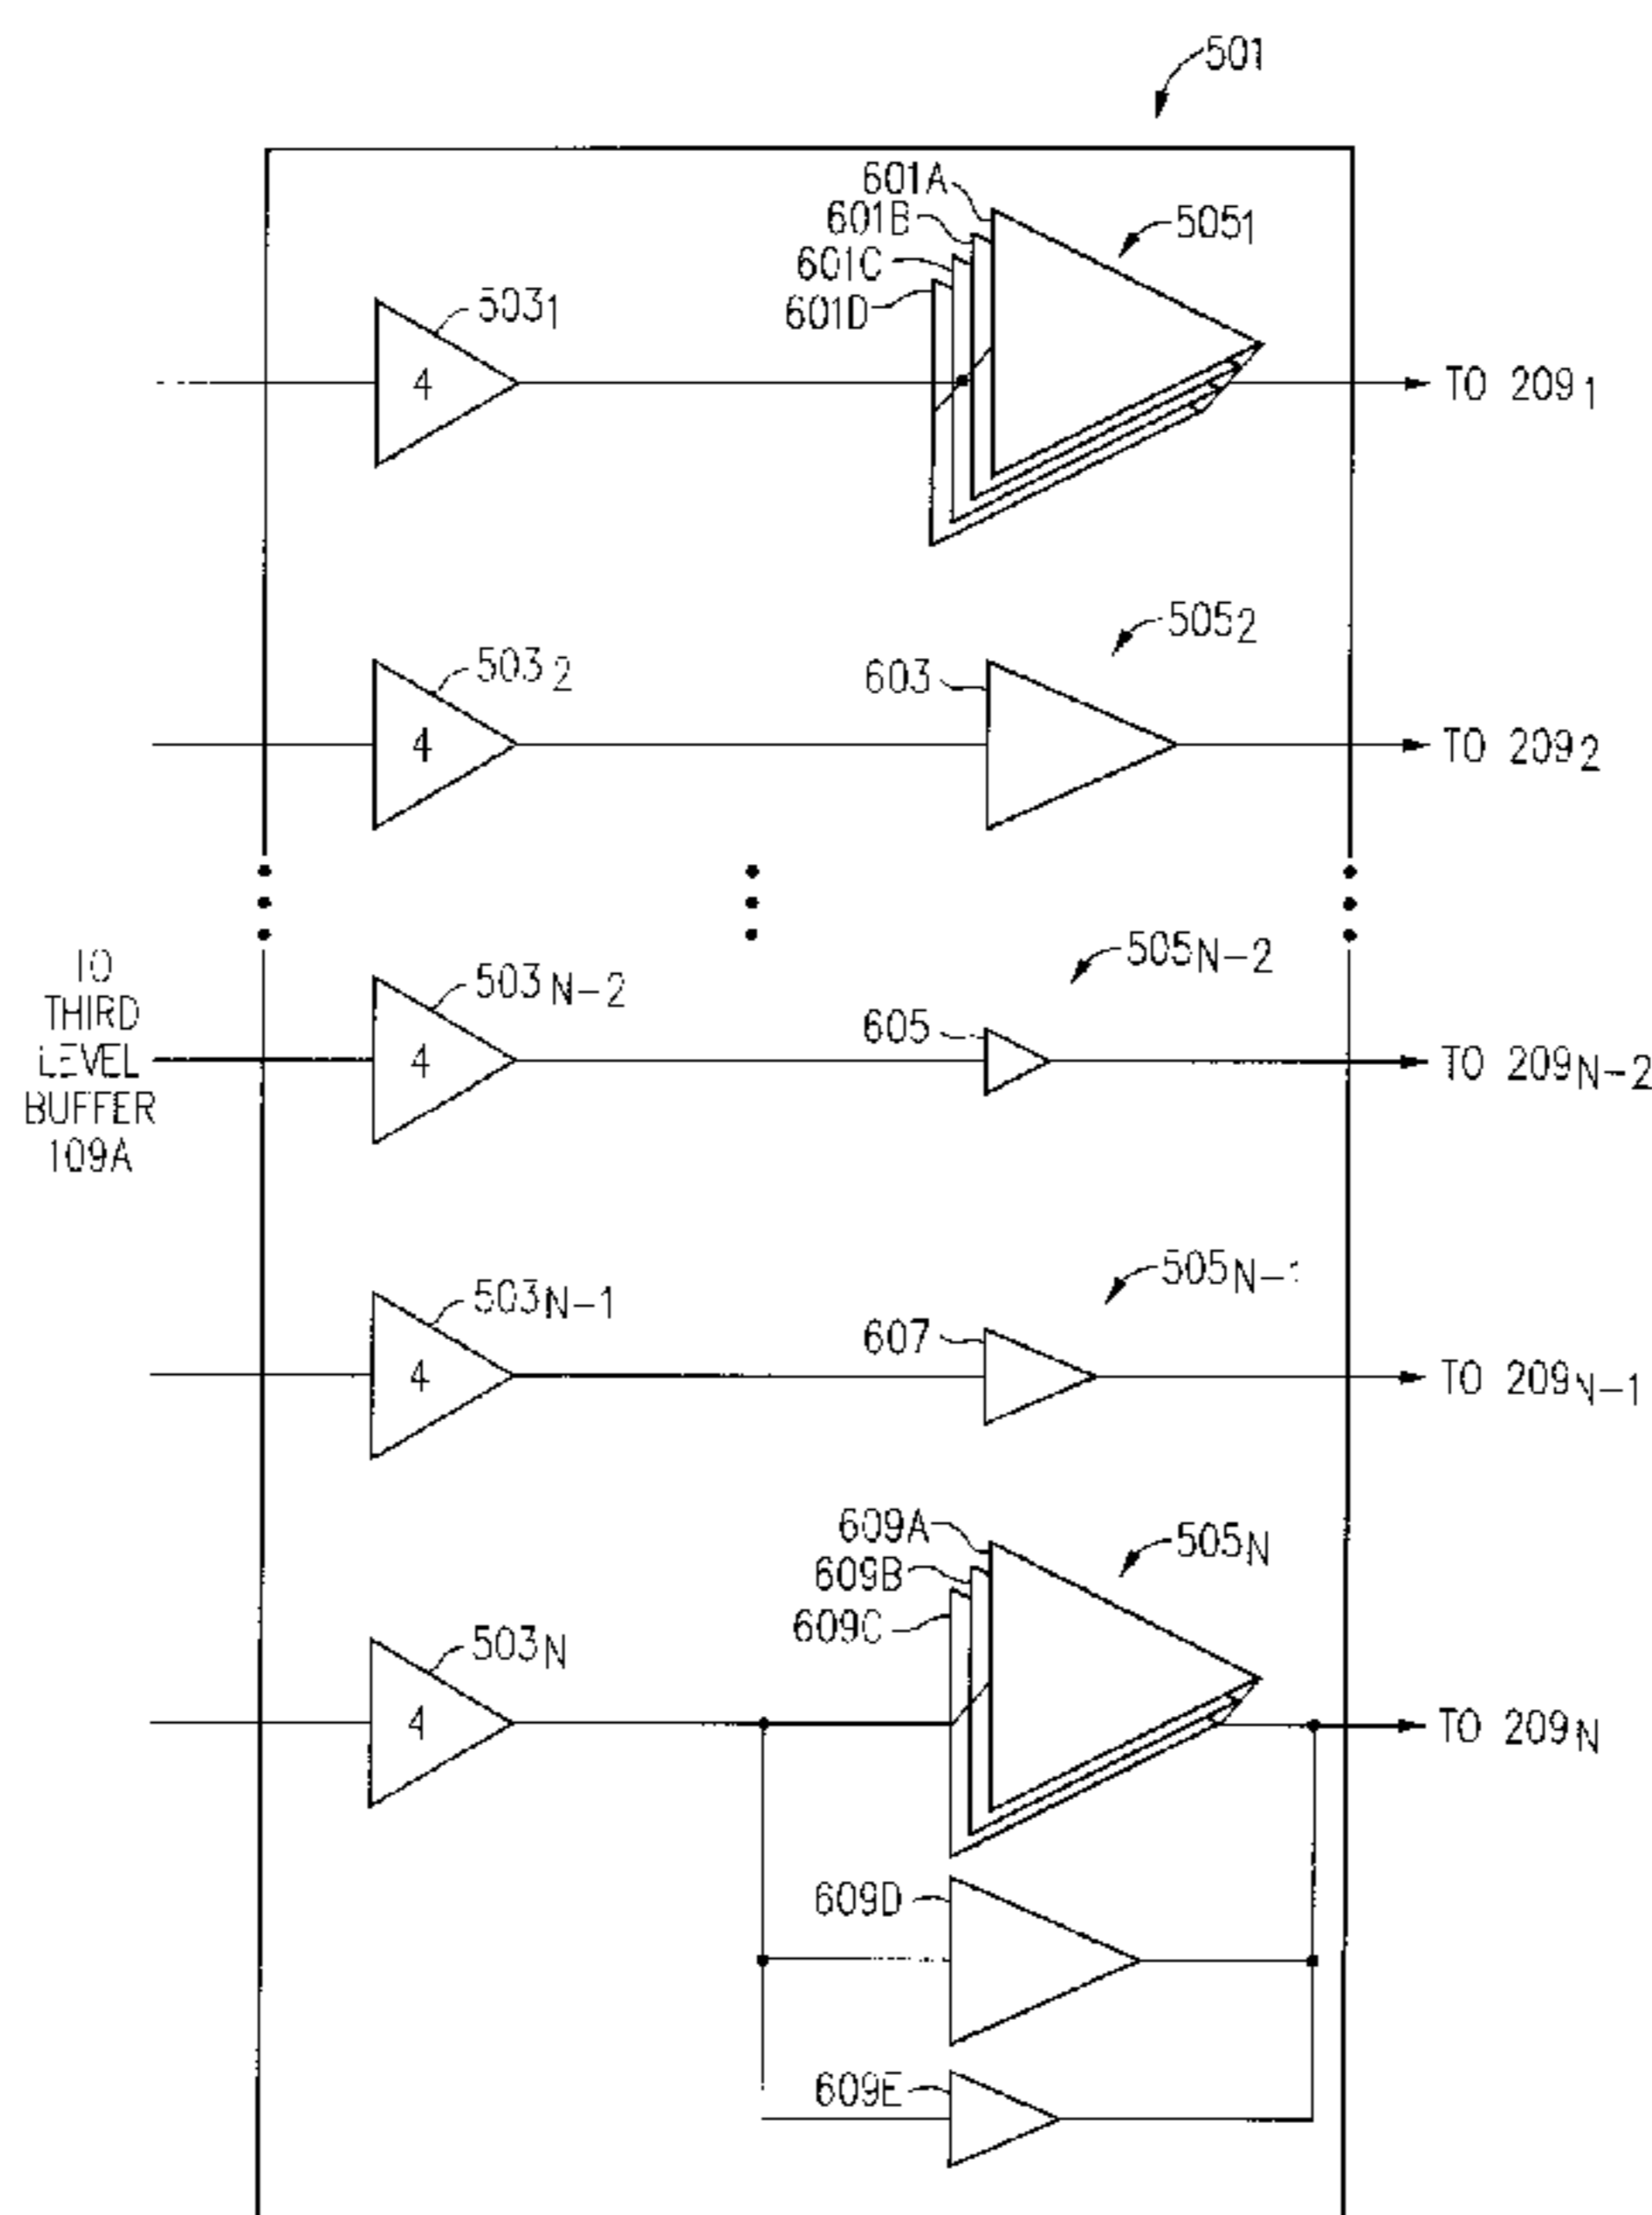 501
601A
601B
601C
601D
505₁
503₁
4
TO 209₁
505₂
503₂
603
4
TO 209₂
TO
THIRD
LEVEL
BUFFER
109A
505N-2
503N-2
605
4
TO 209N-2
505N-1
503N-1
607
4
TO 209N-1
609A
609B
609C
505N
503N
4
TO 209N
609D
609E